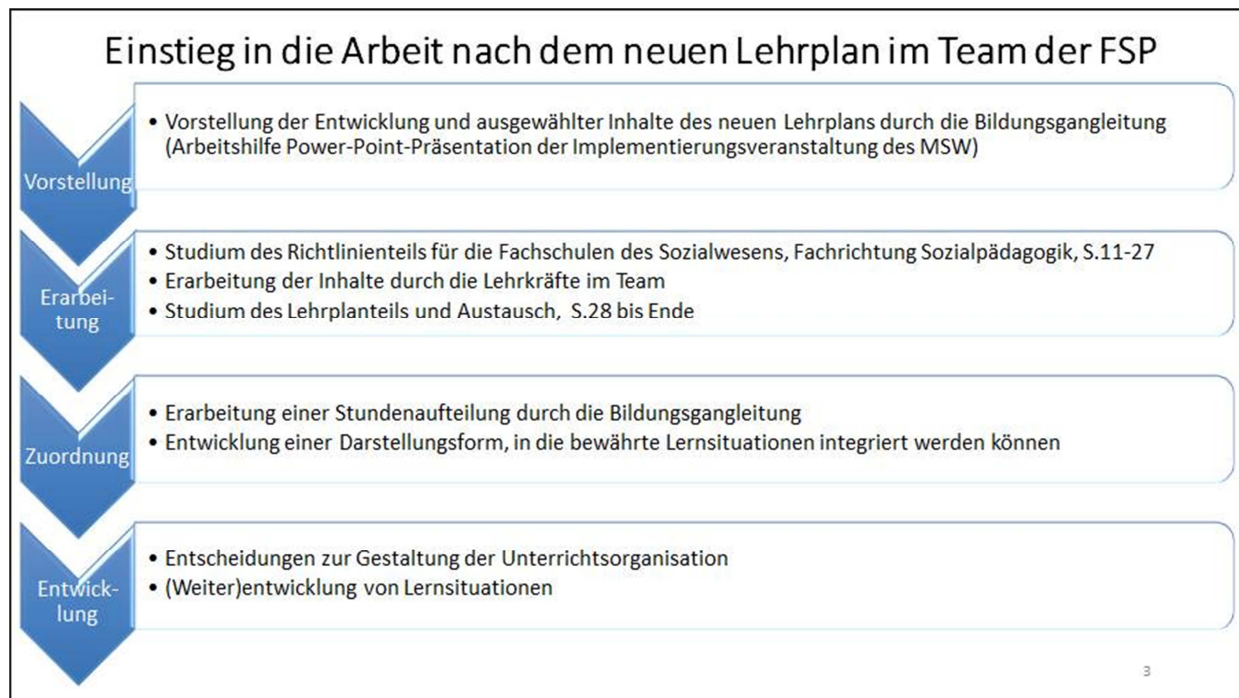 Einstieg in die Arbeit nach dem neuen Lehrplan im Team der FSP
Vorstellung
• Vorstellung der Entwicklung und ausgewählter Inhalte des neuen Lehrplans durch die Bildungsgangleitung
(Arbeitshilfe Power-Point-Präsentation der Implementierungsveranstaltung des MSW)
Erarbei-
tung
• Studium des Richtlinienteils für die Fachschulen des Sozialwesens, Fachrichtung Sozialpädagogik, S.11-27
• Erarbeitung der Inhalte durch die Lehrkräfte im Team
• Studium des Lehrplanteils und Austausch, S.28 bis Ende
Zuordnung
• Erarbeitung einer Stundenaufteilung durch die Bildungsgangleitung
• Entwicklung einer Darstellungsform, in die bewährte Lernsituationen integriert werden können
Entwick-
lung
• Entscheidungen zur Gestaltung der Unterrichtsorganisation
• (Weiter)entwicklung von Lernsituationen
3